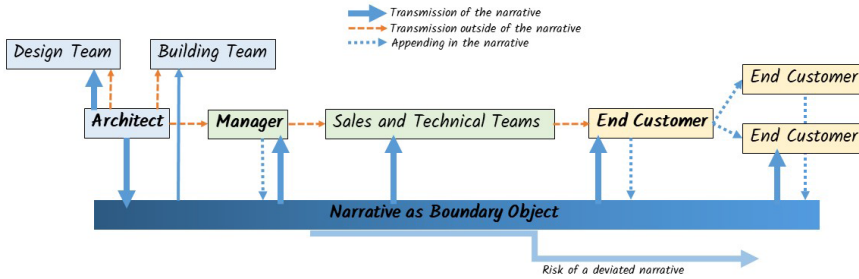 Transmission of the narrative
Transmission outside of the narrative
Appending in the narrative
Design Team
Building Team
End Customer
Architect
Manager
Sales and Technical Teams
End Customer
End Customer
Narrative as Boundary Object
Risk of a deviated narrative